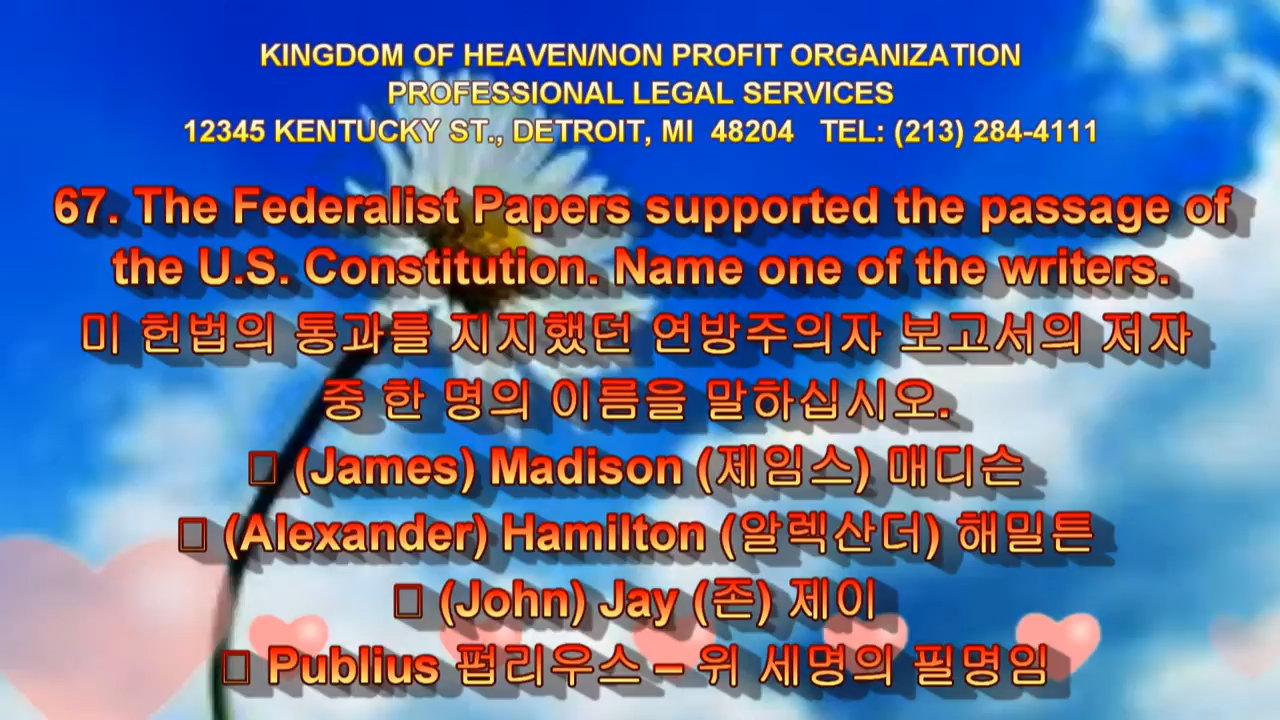 KINGDOM OF HEAVEN/NON PROFIT ORGANIZATION
PROFESSIONAL LEGAL SERVICES
12345 KENTUCKY ST., DETROIT, MI 48204 TEL: (213) 284-4111
67. The Federalist Papers supported the passage of
the U.S. Constitution. Name one of the writers.
미 헌법의 통과를 지지했던 연방주의자 보고서의 저자
중 한 명의 이름을 말하십시오.
□ (James) Madison (제임스) 매디슨
□ (Alexander) Hamilton (알렉산더) 해밀튼
□ (John) Jay (존) 제이
□ Publius 펍리우스 – 위 세명의 필명임